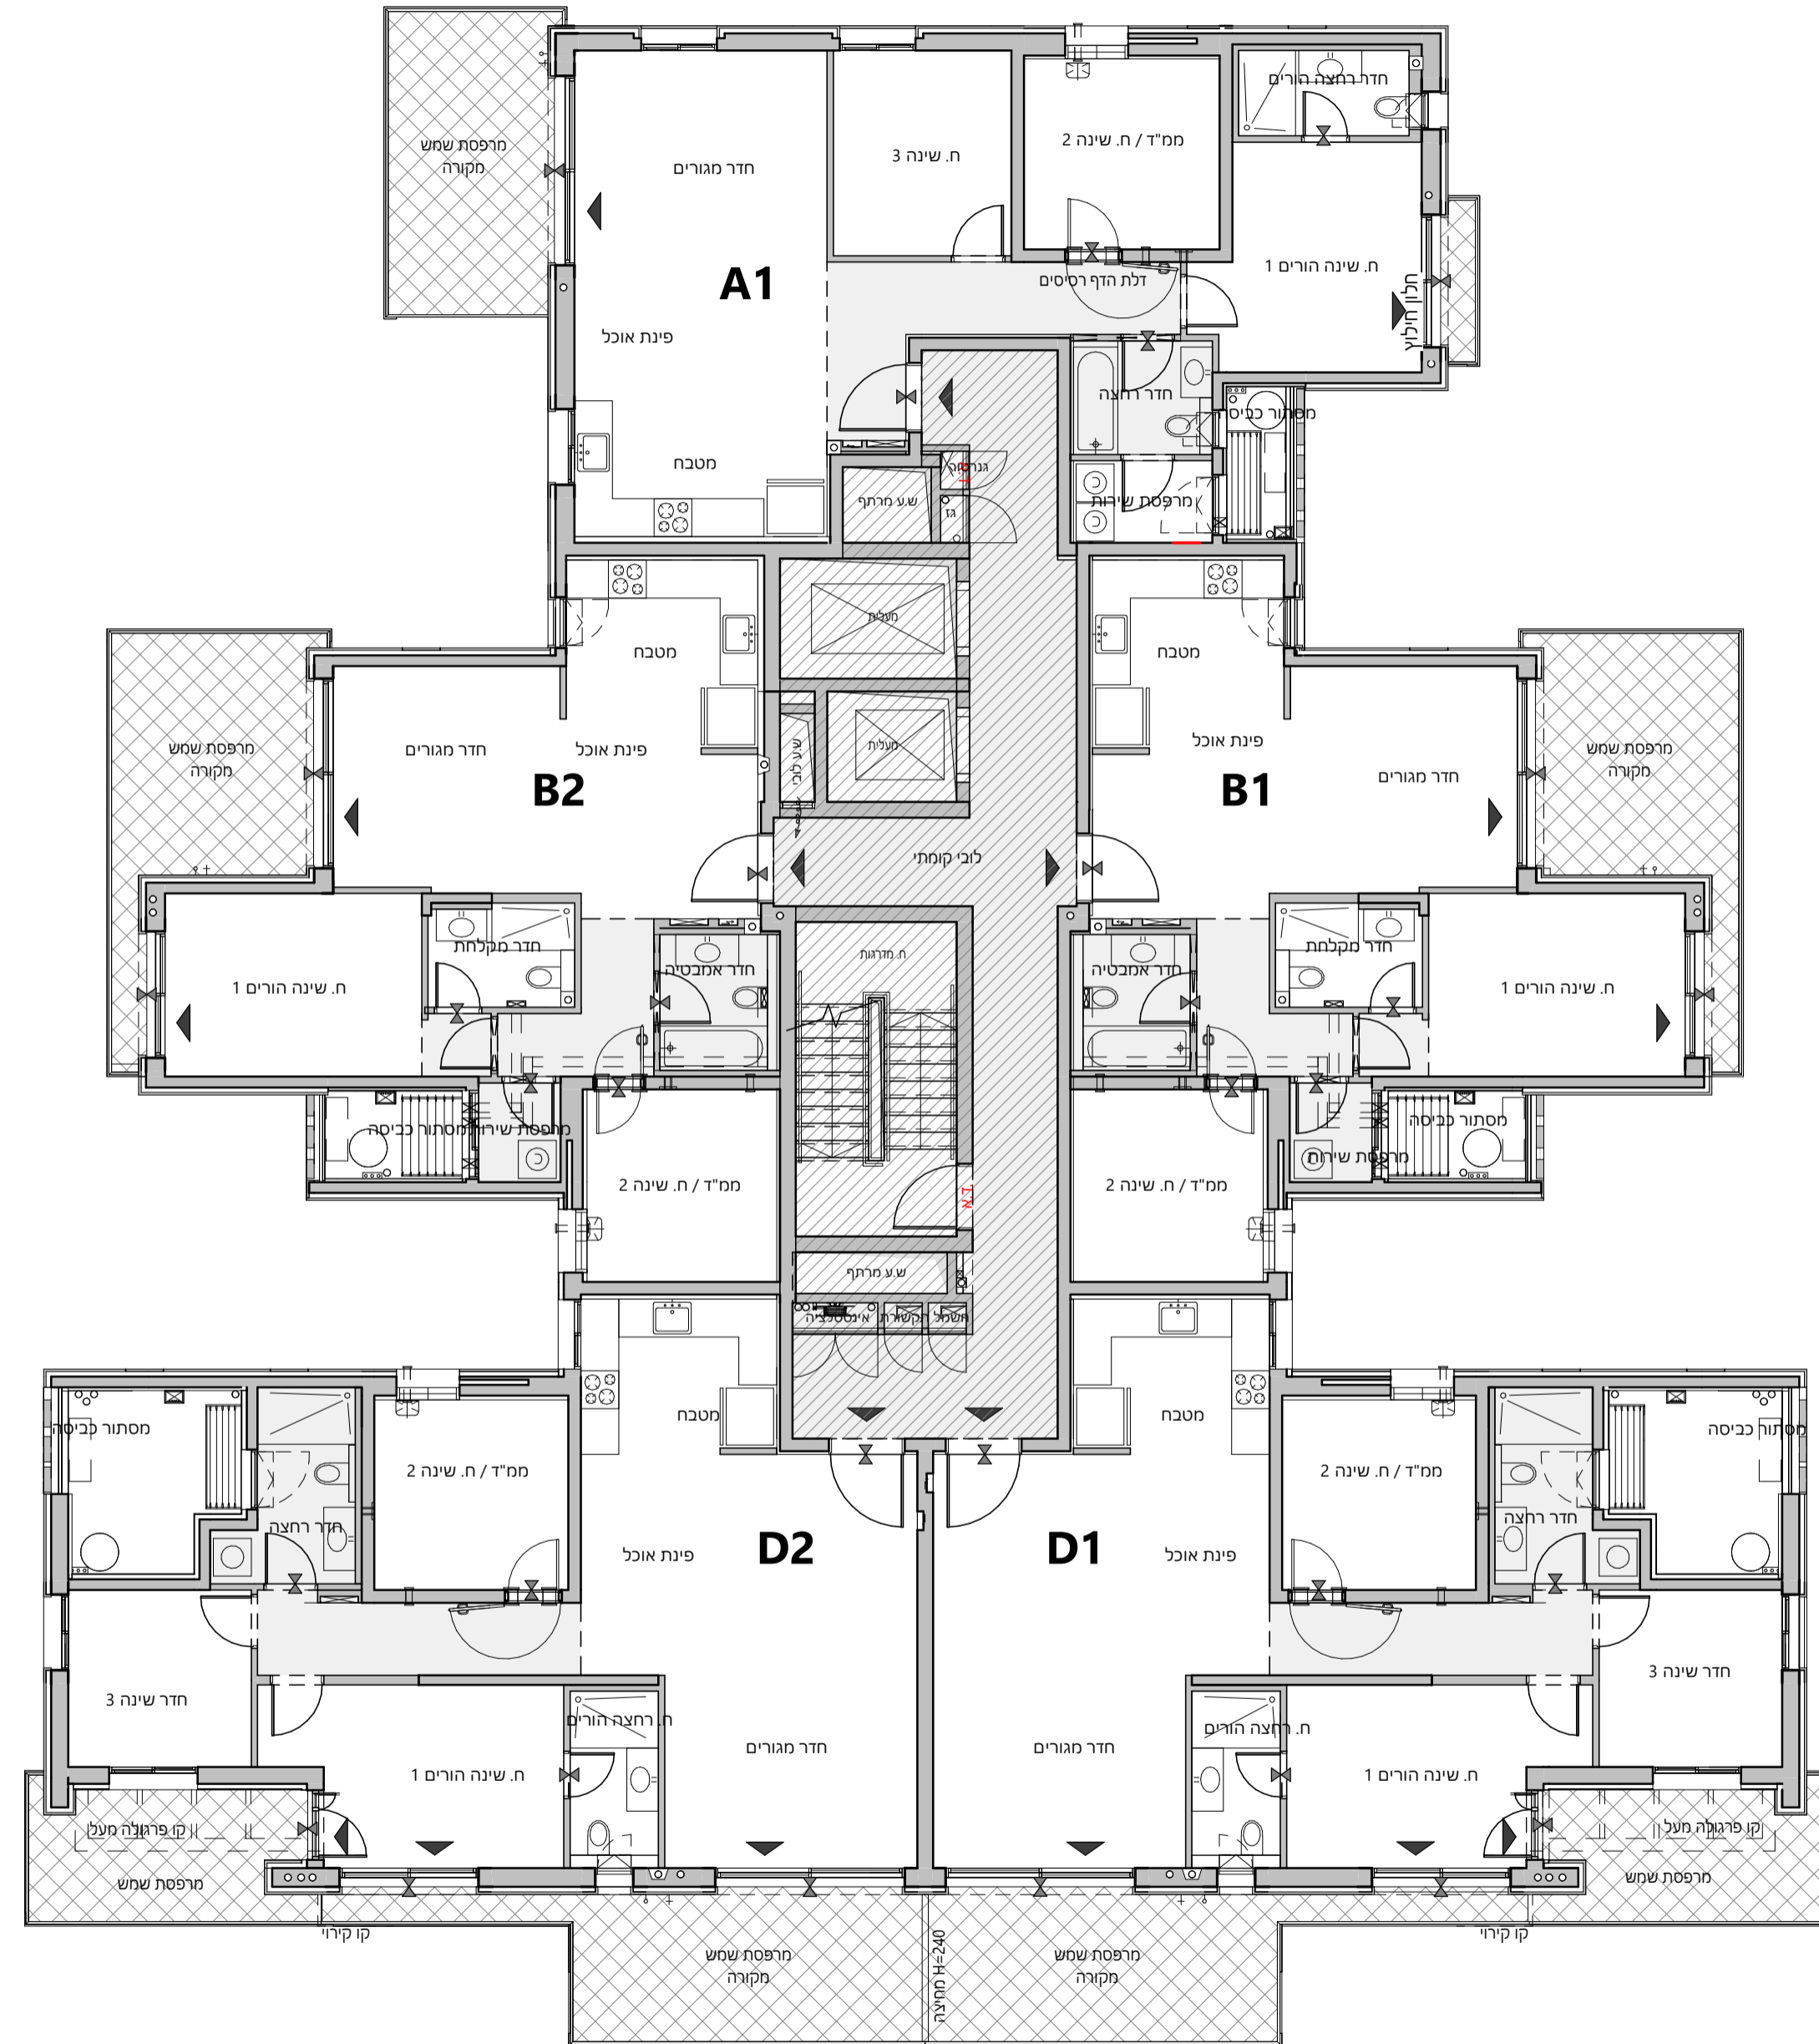 חדר רחצה הורים
מרפסת שמש
מקורה
חדר מגורים
ח. שינה 3
ממ"ד / ח. שינה 2
A1
דלת הדף רסיסים
ח. שינה הורים 1
חלון חילוץ
פינת אוכל
חדר רחצה
מסתור כביסה
מטבח
ש.ע מרתף
גז
מרפסת שירות
מעלית
מטבח
מטבח
מרפסת שמש
מקורה
חדר מגורים
פינת אוכל
ש.ע לובי
מעלית
פינת אוכל
חדר מגורים
מרפסת שמש
מקורה
B2
B1
לובי קומתי
ח. שינה הורים 1
חדר מקלחת
חדר אמבטיה
ח. מדרגות
חדר אמבטיה
חדר מקלחת
ח. שינה הורים 1
מסתור כביסה
מרפסת שירות
ממ"ד / ח. שינה 2
ממ"ד / ח. שינה 2
מסתור כביסה
מרפסת שירות
ש.ע מרתף
אינסטלציה
תקשורת
חשמל
מסתור כביסה
ממ"ד / ח. שינה 2
מטבח
מטבח
ממ"ד / ח. שינה 2
מסתור כביסה
חדר רחצה
פינת אוכל
D2
D1
פינת אוכל
חדר רחצה
חדר שינה 3
ח. שינה הורים 1
ח. רחצה הורים
חדר מגורים
חדר מגורים
ח. רחצה הורים
ח. שינה הורים 1
חדר שינה 3
קו פרגולה מעל
מרפסת שמש
קו קירוי
מרפסת שמש
מקורה
מחיצה H=240
מרפסת שמש
מקורה
קו פרגולה מעל
מרפסת שמש
קו קירוי